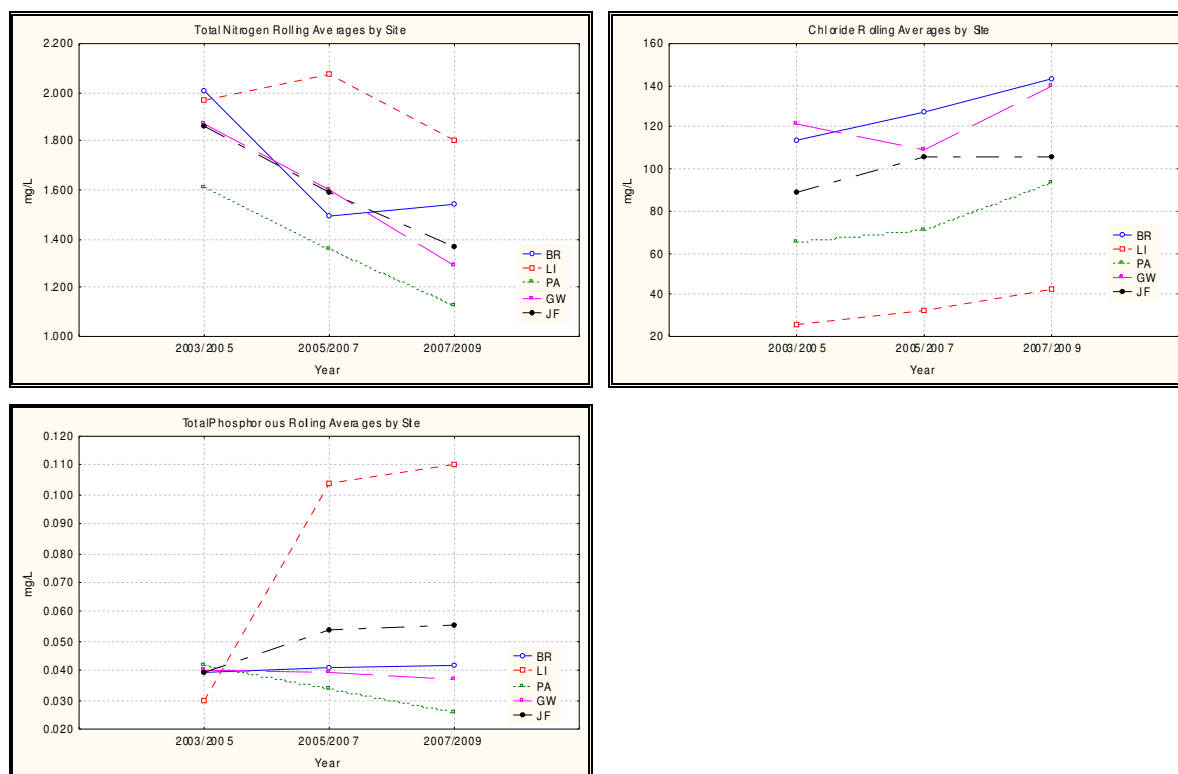 Total Nitrogen Rolling Averages by Site
2.200
2.000
1.800
1.600
1.400
1.200
1.000
mg/L
2003/2005 2005/2007 2007/2009
Year
BR
LI
PA
GW
JF
Chloride Rolling Averages by Site
160
140
120
100
80
60
40
20
mg/L
2003/2005 2005/2007 2007/2009
Year
BR
LI
PA
GW
JF
Total Phosphorous Rolling Averages by Site
0.120
0.110
0.100
0.090
0.080
0.070
0.060
0.050
0.040
0.030
0.020
mg/L
2003/2005 2005/2007 2007/2009
Year
BR
LI
PA
GW
JF